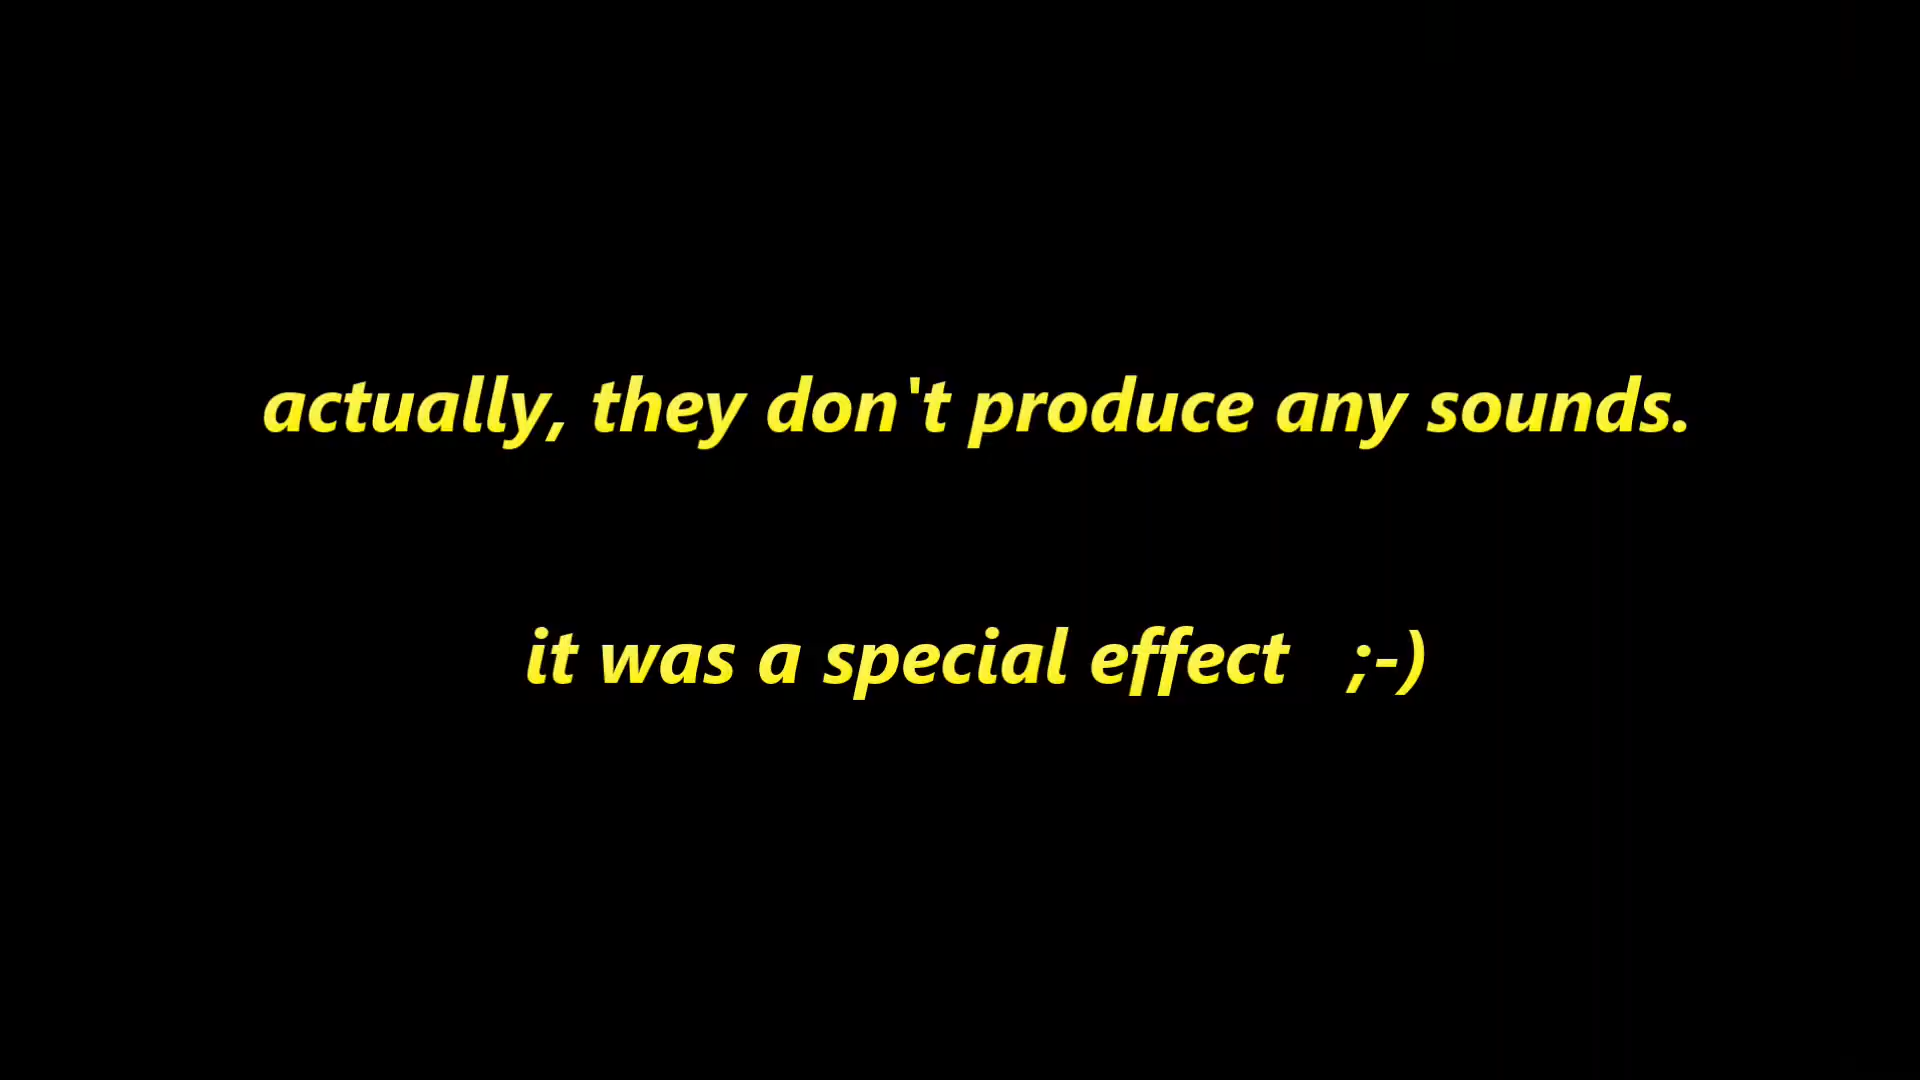 actually, they don't produce any sounds.
it was a special effect ;-)